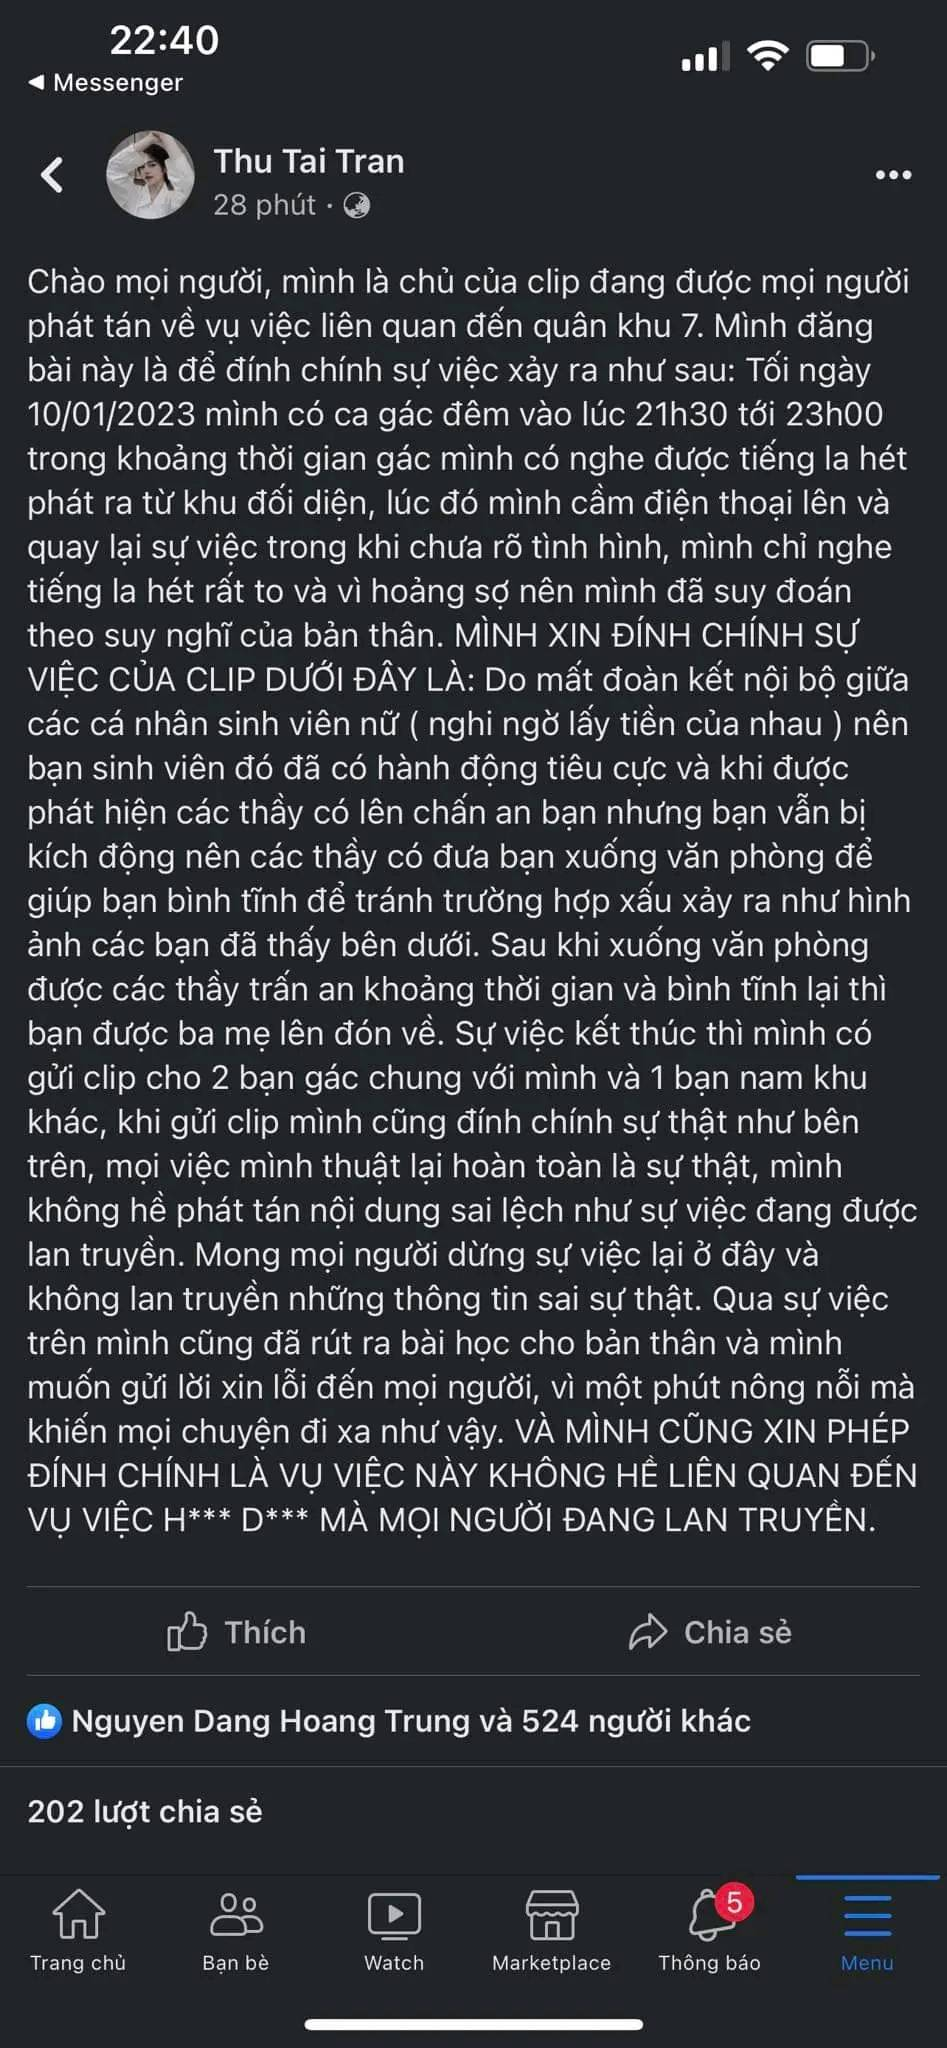 22:40
◀ Messenger
Thu Tai Tran
28 phút ·
Chào mọi người, mình là chủ của clip đang được mọi người
phát tán về vụ việc liên quan đến quân khu 7. Mình đăng
bài này là để đính chính sự việc xảy ra như sau: Tối ngày
10/01/2023 mình có ca gác đêm vào lúc 21h30 tới 23h00
trong khoảng thời gian gác mình có nghe được tiếng la hét
phát ra từ khu đối diện, lúc đó mình cầm điện thoại lên và
quay lại sự việc trong khi chưa rõ tình hình, mình chỉ nghe
tiếng la hét rất to và vì hoảng sợ nên mình đã suy đoán
theo suy nghĩ của bản thân. MÌNH XIN ĐÍNH CHÍNH SỰ
VIỆC CỦA CLIP DƯỚI ĐÂY LÀ: Do mất đoàn kết nội bộ giữa
các cá nhân sinh viên nữ ( nghi ngờ lấy tiền của nhau ) nên
bạn sinh viên đó đã có hành động tiêu cực và khi được
phát hiện các thầy có lên chấn an bạn nhưng bạn vẫn bị
kích động nên các thầy có đưa bạn xuống văn phòng để
giúp bạn bình tĩnh để tránh trường hợp xấu xảy ra như hình
ảnh các bạn đã thấy bên dưới. Sau khi xuống văn phòng
được các thầy trấn an khoảng thời gian và bình tĩnh lại thì
bạn được ba mẹ lên đón về. Sự việc kết thúc thì mình có
gửi clip cho 2 bạn gác chung với mình và 1 bạn nam khu
khác, khi gửi clip mình cũng đính chính sự thật như bên
trên, mọi việc mình thuật lại hoàn toàn là sự thật, mình
không hề phát tán nội dung sai lệch như sự việc đang được
lan truyền. Mong mọi người dừng sự việc lại ở đây và
không lan truyền những thông tin sai sự thật. Qua sự việc
trên mình cũng đã rút ra bài học cho bản thân và mình
muốn gửi lời xin lỗi đến mọi người, vì một phút nông nỗi mà
khiến mọi chuyện đi xa như vậy. VÀ MÌNH CŨNG XIN PHÉP
ĐÍNH CHÍNH LÀ VỤ VIỆC NÀY KHÔNG HỀ LIÊN QUAN ĐẾN
VỤ VIỆC H*** D*** MÀ MỌI NGƯỜI ĐANG LAN TRUYỀN.
Thích
Chia sẻ
Nguyen Dang Hoang Trung và 524 người khác
202 lượt chia sẻ
5
Trang chủ
Bạn bè
Watch
Marketplace
Thông báo
Menu